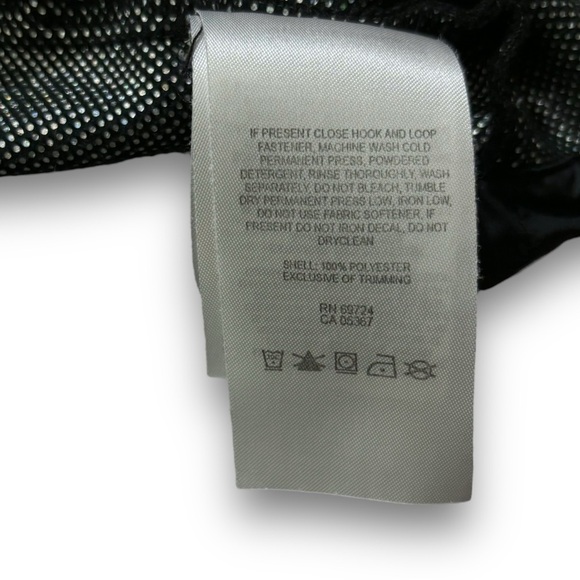 IF PRESENT CLOSE HOOK AND LOOP
FASTENER, MACHINE WASH COLD
PERMANENT PRESS, POWDERED
DETERGENT, RINSE THOROUGHLY, WASH
SEPARATELY, DO NOT BLEACH, TUMBLE
DRY PERMANENT PRESS LOW, IRON LOW,
DO NOT USE FABRIC SOFTENER, IF
PRESENT DO NOT IRON DECAL, DO NOT
DRYCLEAN
SHELL: 100% POLYESTER
EXCLUSIVE OF TRIMMING
RN 69724
CA 05367